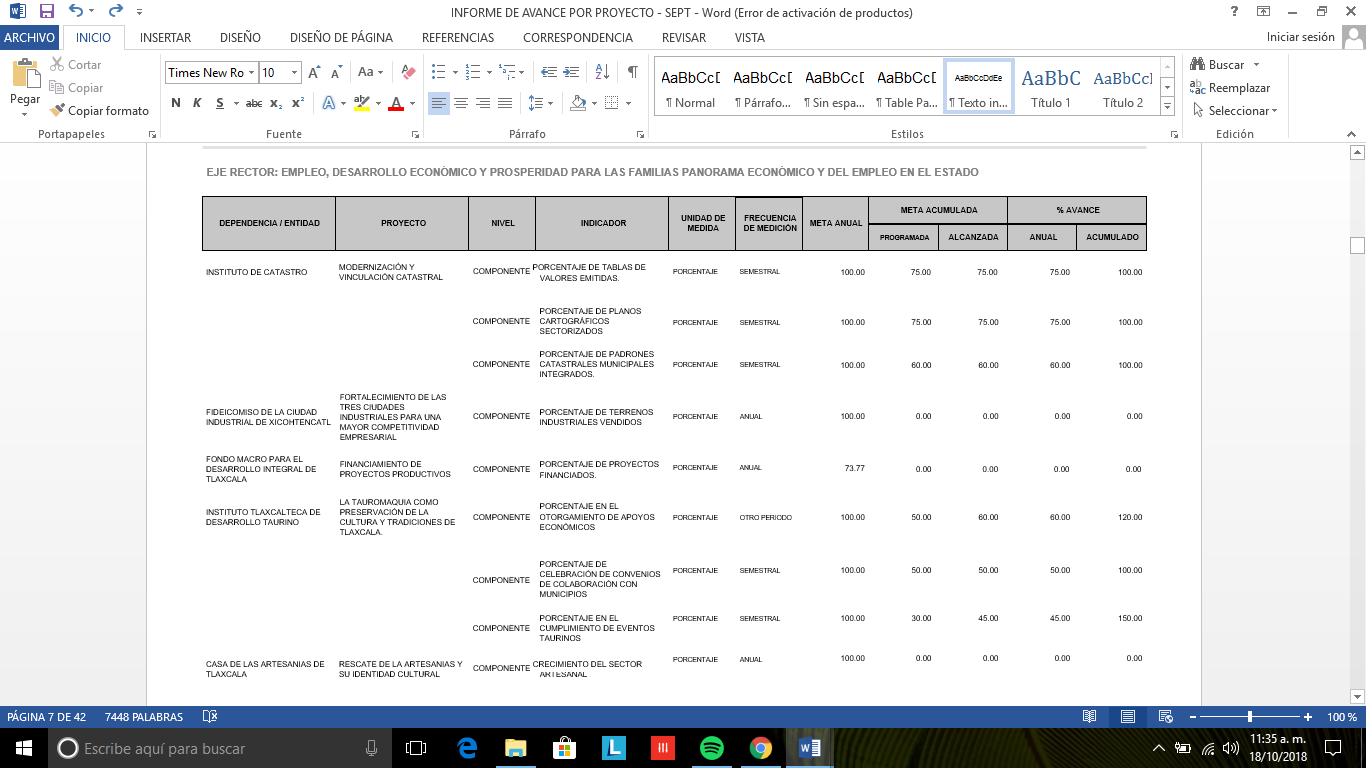 INFORME DE AVANCE POR PROYECTO - SEPT - Word (Error de activación de productos)
ARCHIVO INICIO INSERTAR DISEÑO DISEÑO DE PÁGINA REFERENCIAS CORRESPONDENCIA REVISAR VISTA Iniciar sesión
Pegar
Cortar
Copiar
Copiar formato
Portapapeles
Times New Ro 10
Aa
N K S abc x₂ x² A ab A
Fuente
Párrafo
AaBbCcD AaBbCcD AaBbCcD AaBbCcD AaBbCcDdEe AaBbC AaBbCcD
¶ Normal ¶ Párrafo... ¶ Sin espa... ¶ Table Pa... ¶ Texto in... Título 1 Título 2
Estilos
Buscar
Reemplazar
Seleccionar
Edición
EJE RECTOR: EMPLEO, DESARROLLO ECONÓMICO Y PROSPERIDAD PARA LAS FAMILIAS PANORAMA ECONÓMICO Y DEL EMPLEO EN EL ESTADO
DEPENDENCIA / ENTIDAD PROYECTO NIVEL INDICADOR UNIDAD DE MEDIDA FRECUENCIA DE MEDICIÓN META ANUAL META ACUMULADA % AVANCE
PROGRAMADA ALCANZADA ANUAL ACUMULADO
INSTITUTO DE CATASTRO MODERNIZACIÓN Y COMPONENTE PORCENTAJE DE TABLAS DE PORCENTAJE SEMESTRAL 100.00 75.00 75.00 75.00 100.00
VINCULACIÓN CATASTRAL VALORES EMITIDAS.
PORCENTAJE DE PLANOS
COMPONENTE CARTOGRÁFICOS PORCENTAJE SEMESTRAL 100.00 75.00 75.00 75.00 100.00
SECTORIZADOS
PORCENTAJE DE PADRONES
COMPONENTE CATASTRALES MUNICIPALES PORCENTAJE SEMESTRAL 100.00 60.00 60.00 60.00 100.00
INTEGRADOS.
FORTALECIMIENTO DE LAS
TRES CIUDADES
FIDEICOMISO DE LA CIUDAD INDUSTRIALES PARA UNA COMPONENTE PORCENTAJE DE TERRENOS PORCENTAJE ANUAL 100.00 0.00 0.00 0.00 0.00
INDUSTRIAL DE XICOHTENCATL MAYOR COMPETITIVIDAD INDUSTRIALES VENDIDOS
EMPRESARIAL
FONDO MACRO PARA EL
DESARROLLO INTEGRAL DE FINANCIAMIENTO DE COMPONENTE PORCENTAJE DE PROYECTOS PORCENTAJE ANUAL 73.77 0.00 0.00 0.00 0.00
TLAXCALA PROYECTOS PRODUCTIVOS FINANCIADOS.
LA TAUROMAQUIA COMO PORCENTAJE EN EL
INSTITUTO TLAXCALTECA DE PRESERVACIÓN DE LA COMPONENTE OTORGAMIENTO DE APOYOS PORCENTAJE OTRO PERIODO 100.00 50.00 60.00 60.00 120.00
DESARROLLO TAURINO CULTURA Y TRADICIONES DE ECONÓMICOS
TLAXCALA.
PORCENTAJE DE
CELEBRACIÓN DE CONVENIOS PORCENTAJE SEMESTRAL 100.00 50.00 50.00 50.00 100.00
COMPONENTE DE COLABORACIÓN CON
MUNICIPIOS
PORCENTAJE EN EL PORCENTAJE SEMESTRAL 100.00 30.00 45.00 45.00 150.00
COMPONENTE CUMPLIMIENTO DE EVENTOS
TAURINOS
CASA DE LAS ARTESANIAS DE RESCATE DE LA ARTESANIAS Y COMPONENTE CRECIMIENTO DEL SECTOR PORCENTAJE ANUAL 100.00 0.00 0.00 0.00 0.00
TLAXCALA SU IDENTIDAD CULTURAL ARTESANAL
PÁGINA 7 DE 42 7448 PALABRAS 100 %
Escribe aquí para buscar
11:35 a. m.
18/10/2018